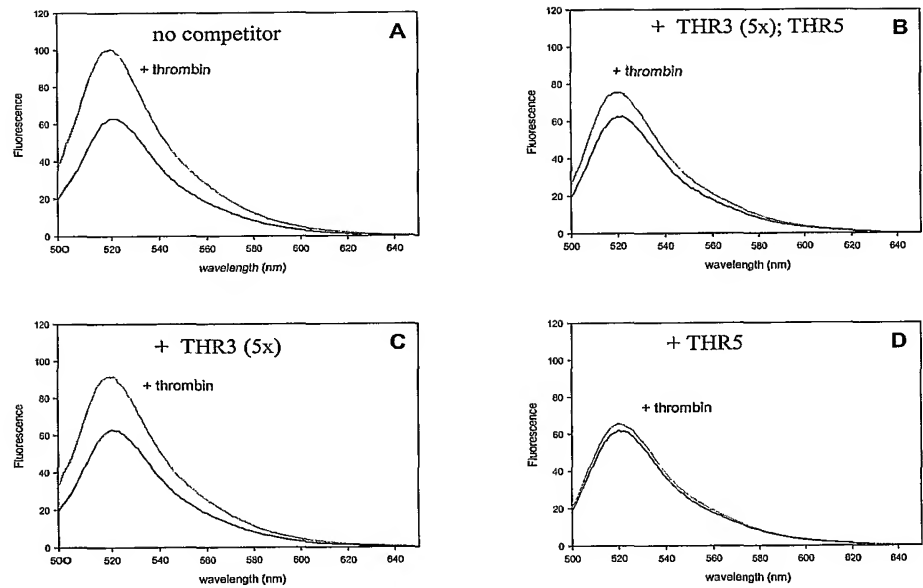 no competitor
A
+ thrombin
Fluorescence
120
100
80
60
40
20
0
500 520 540 560 580 600 620 640
wavelength (nm)
+ THR3 (5x); THR5
B
+ thrombin
Fluorescence
120
100
80
60
40
20
0
500 520 540 560 580 600 620 640
wavelength (nm)
+ THR3 (5x)
C
+ thrombin
Fluorescence
120
100
80
60
40
20
0
500 520 540 560 580 600 620 640
wavelength (nm)
+ THR5
D
+ thrombin
Fluorescence
120
100
80
60
40
20
0
500 520 540 560 580 600 620 640
wavelength (nm)